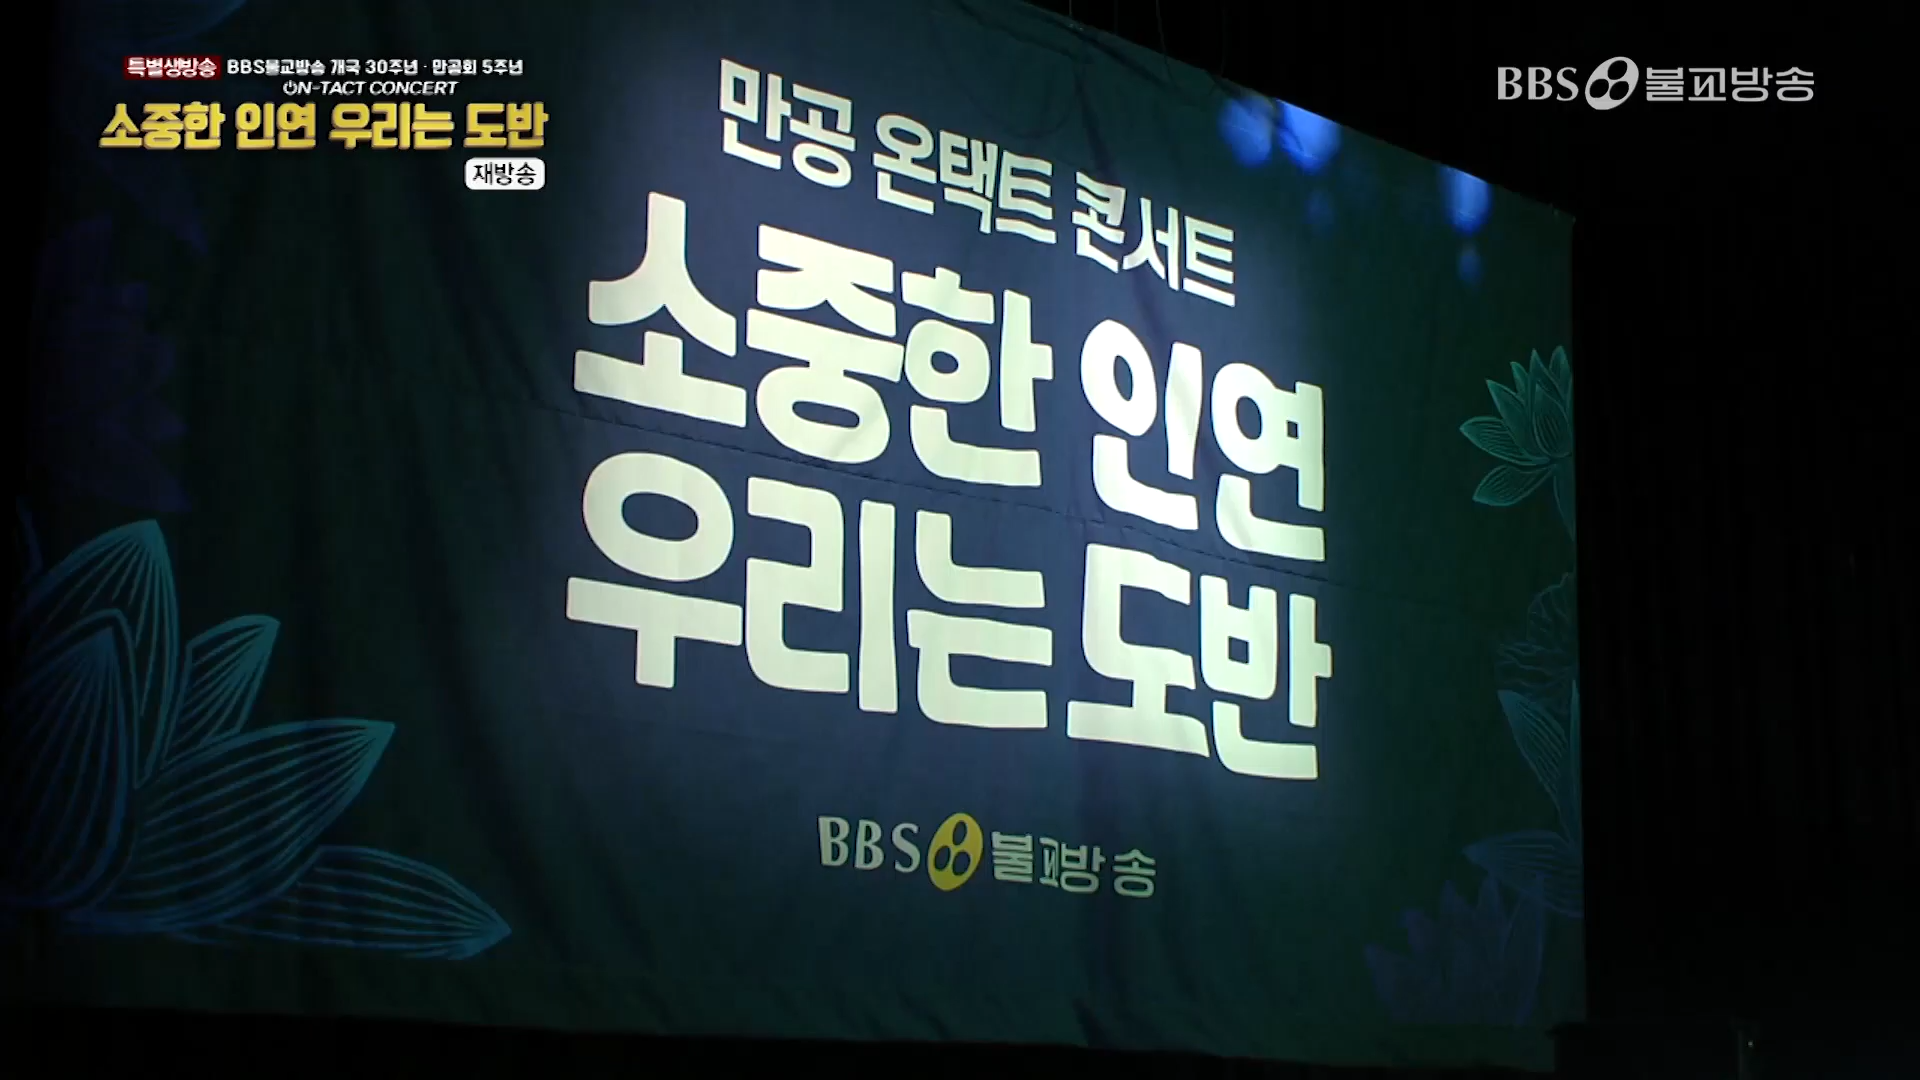 특별생방송 BBS불교방송 개국 30주년 · 만공회 5주년
ON-TACT CONCERT
소중한 인연 우리는 도반
재방송
BBS 불교방송
만공 온택트 콘서트
소중한 인연
우리는 도반
BBS 불교방송